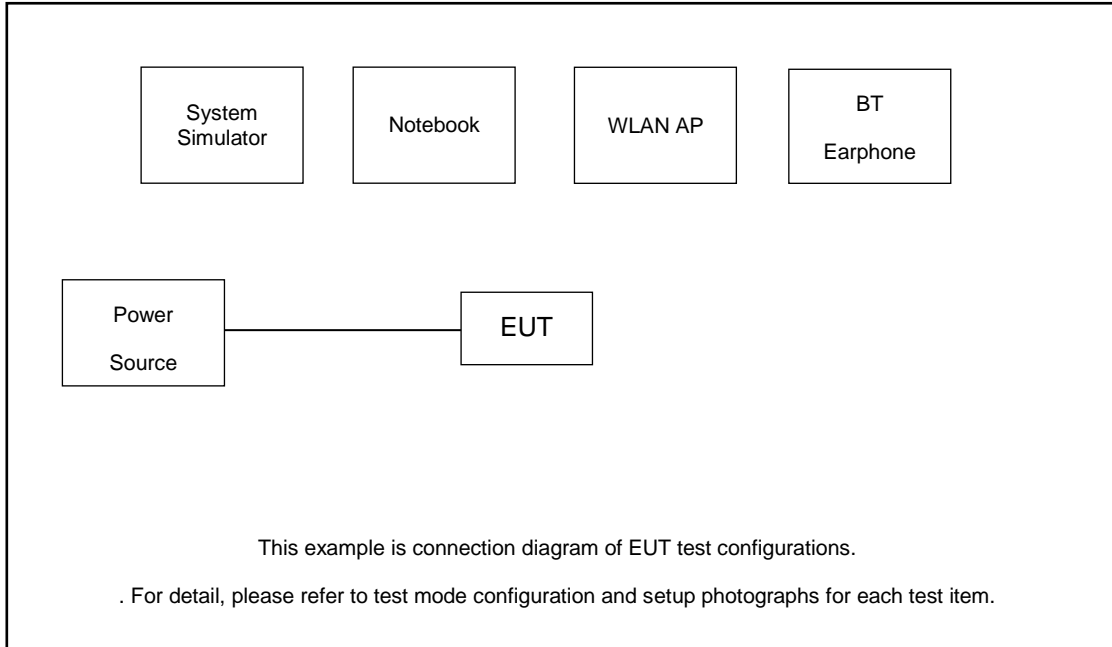 System
Simulator
Notebook
WLAN AP
BT
Earphone
Power
Source
EUT
This example is connection diagram of EUT test configurations.
. For detail, please refer to test mode configuration and setup photographs for each test item.